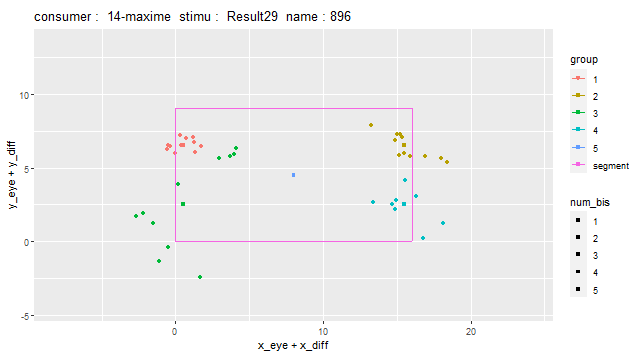 consumer :  14-maxime  stimu :  Result29  name : 896
10
5
0
-5
y_eye + y_diff
0
10
20
x_eye + x_diff
group
1
2
3
4
5
segment
num_bis
1
2
3
4
5